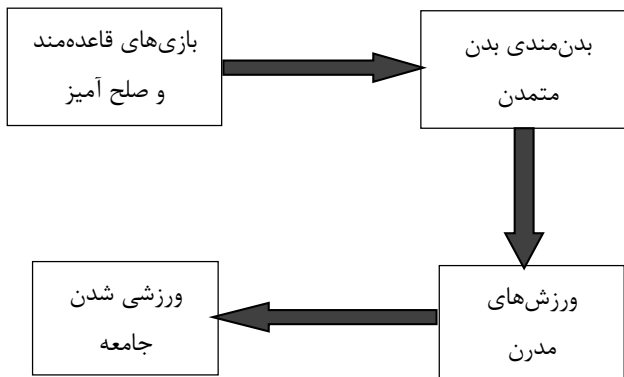 بازی‌های قاعده‌مند
و صلح آمیز
بدن‌مندی بدن
متمدن
ورزش‌های
مدرن
ورزشی شدن
جامعه